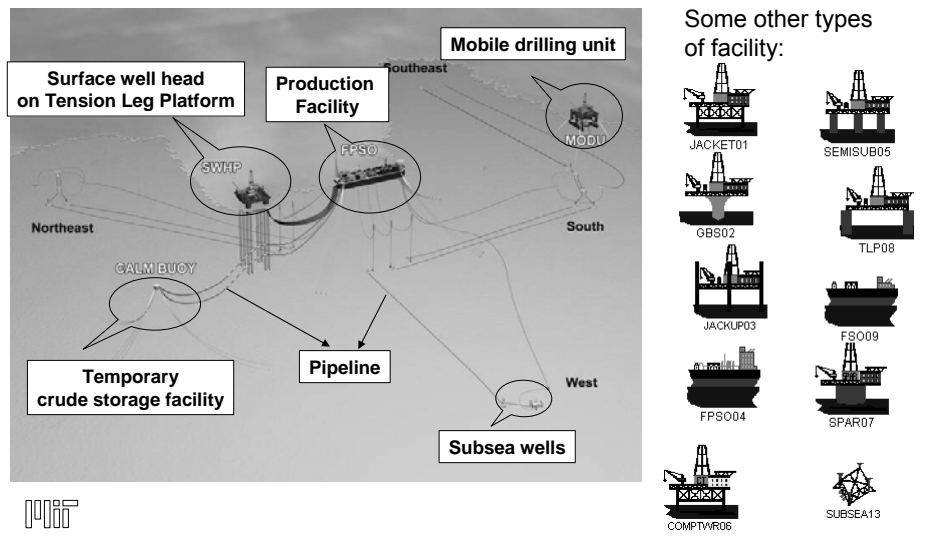 Some other types
of facility:
Mobile drilling unit
Southeast
Surface well head
on Tension Leg Platform
Production
Facility
MODU
FPSO
SWHP
Northeast
South
CALM BUOY
Pipeline
Temporary
crude storage facility
West
Subsea wells
JACKET01
SEMISUB05
GBS02
TLP08
JACKUP03
FSO09
FPSO04
SPAR07
COMPTWR06
SUBSEA13
MIT